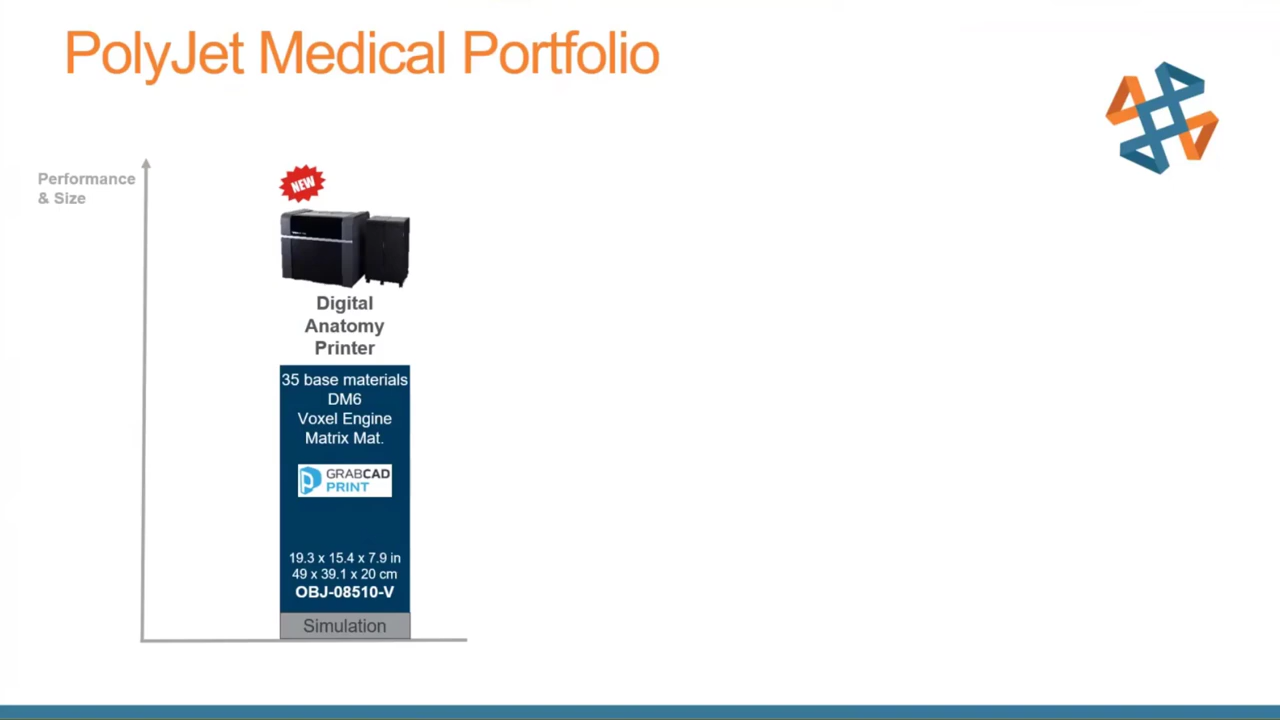 PolyJet Medical Portfolio
Performance
& Size
NEW
Digital
Anatomy
Printer
35 base materials
DM6
Voxel Engine
Matrix Mat.
GRABCAD
PRINT
19.3 x 15.4 x 7.9 in
49 x 39.1 x 20 cm
OBJ-08510-V
Simulation